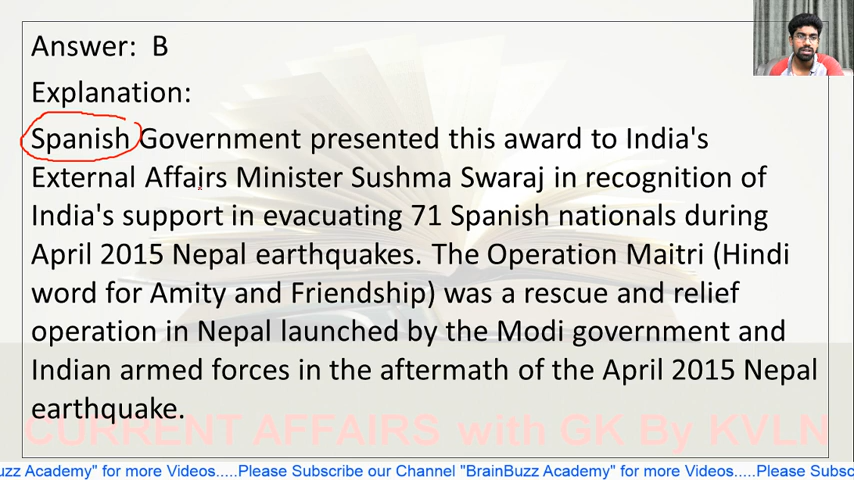 Answer: B
Explanation:
Spanish Government presented this award to India's
External Affairs Minister Sushma Swaraj in recognition of
India's support in evacuating 71 Spanish nationals during
April 2015 Nepal earthquakes. The Operation Maitri (Hindi
word for Amity and Friendship) was a rescue and relief
operation in Nepal launched by the Modi government and
Indian armed forces in the aftermath of the April 2015 Nepal
earthquake.
CURRENT AFFAIRS with GK By KVLN
uzz Academy" for more Videos.....Please Subscribe our Channel "BrainBuzz Academy" for more Videos.....Please Subsc